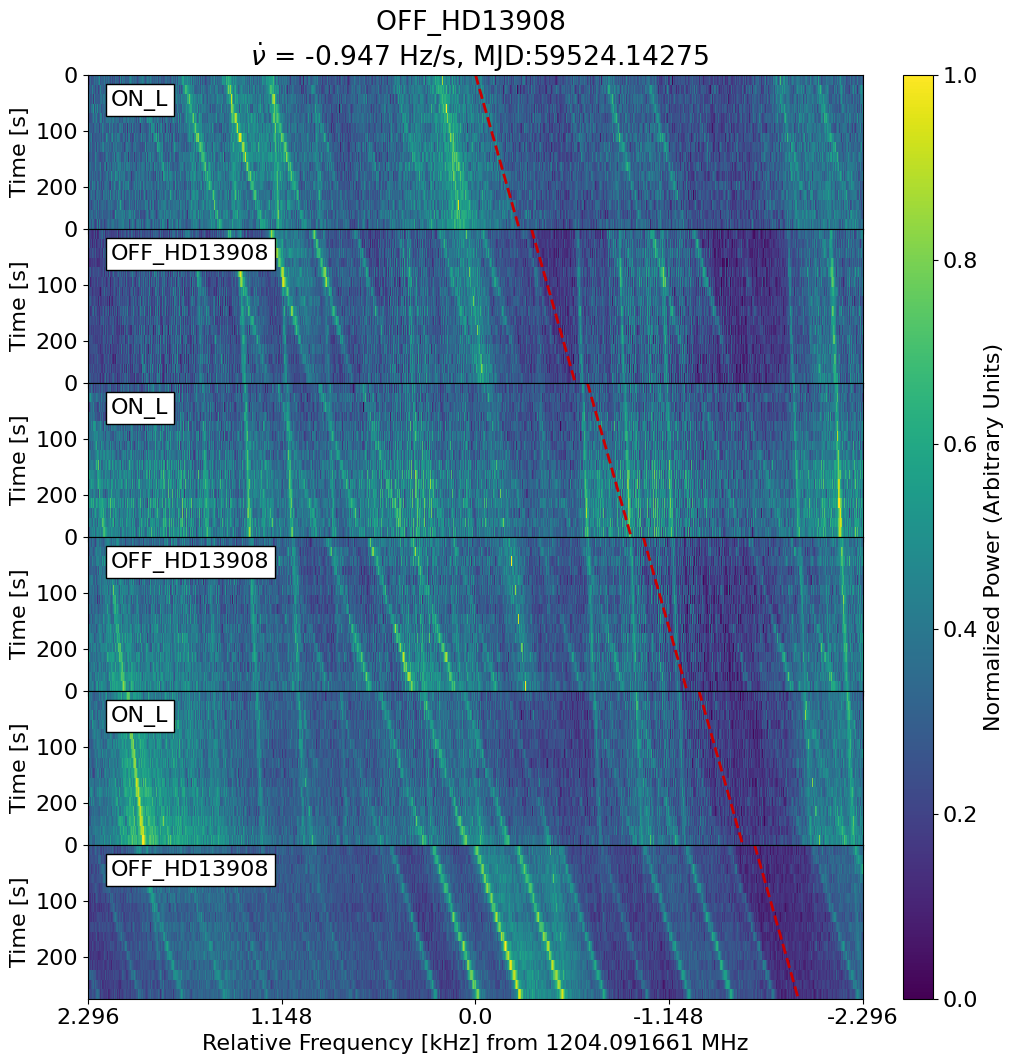 OFF_HD13908
ν̇ = -0.947 Hz/s, MJD:59524.14275
ON_L
OFF_HD13908
ON_L
OFF_HD13908
ON_L
OFF_HD13908
Time [s]
0
100
200
Time [s]
0
100
200
Time [s]
0
100
200
Time [s]
0
100
200
Time [s]
0
100
200
Time [s]
0
100
200
2.296 1.148 0.0 -1.148 -2.296
Relative Frequency [kHz] from 1204.091661 MHz
1.0
0.8
0.6
0.4
0.2
0.0
Normalized Power (Arbitrary Units)